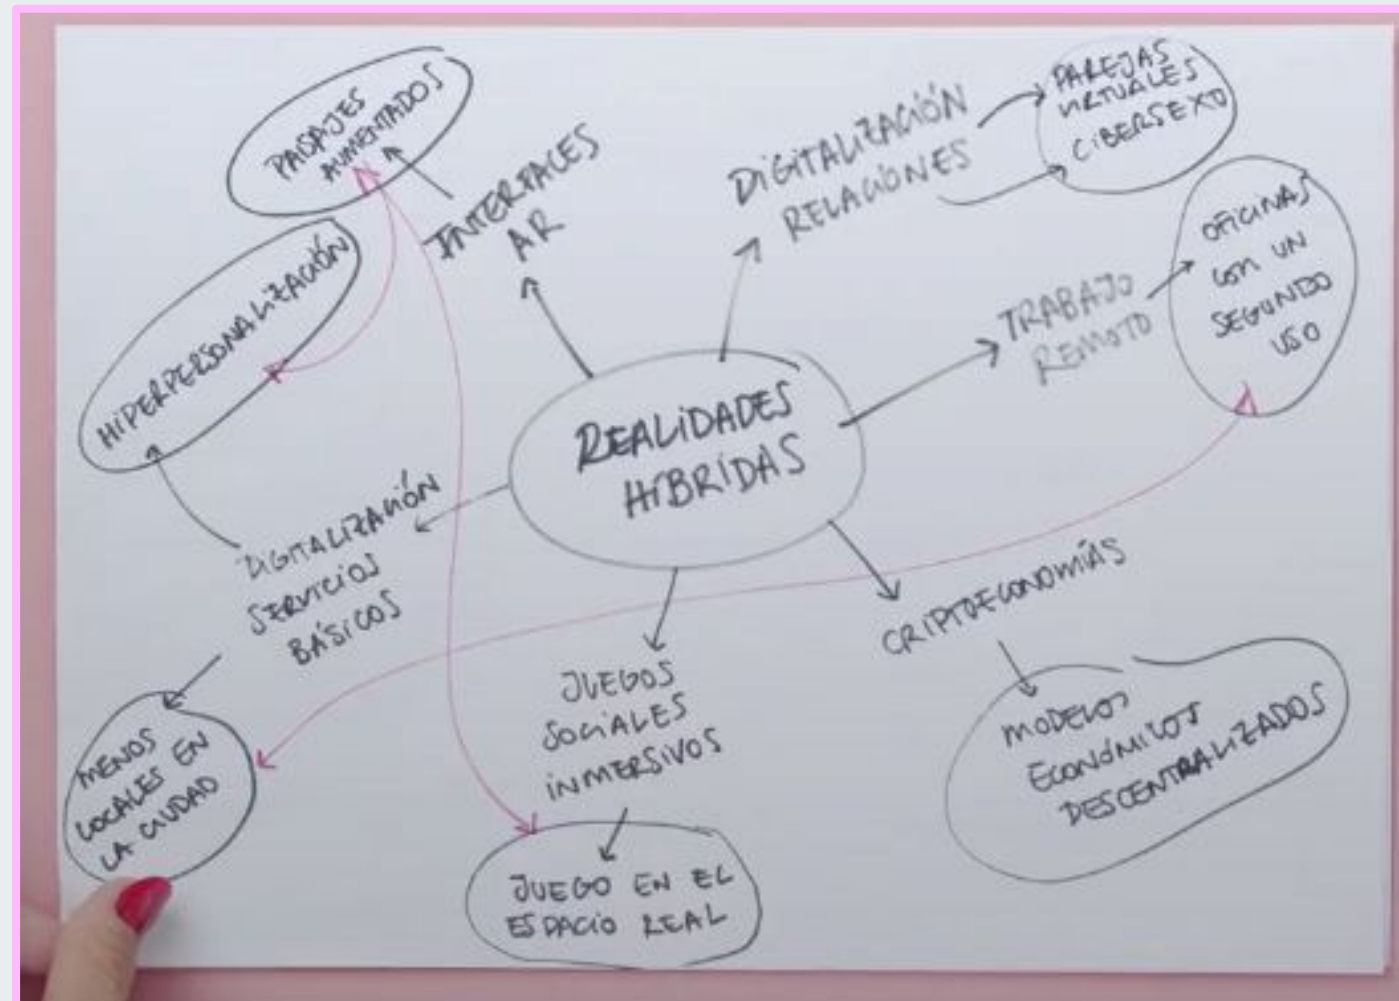 PAISAJES
AUMENTADOS
INTERFACES
AR
HIPERPERSONALIZACIÓN
DIGITALIZACIÓN
RELACIONES
PAREJAS
VIRTUALES
CIBERSEXO
TRABAJO
REMOTO
OFICINAS
CON UN
SEGUNDO
USO
REALIDADES
HÍBRIDAS
DIGITALIZACIÓN
SERVICIOS
BÁSICOS
MENOS
LOCALES EN
LA CIUDAD
JUEGOS
SOCIALES
INMERSIVOS
JUEGO EN EL
ESPACIO REAL
CRIPTOECONOMÍAS
MODELOS
ECONÓMICOS
DESCENTRALIZADOS